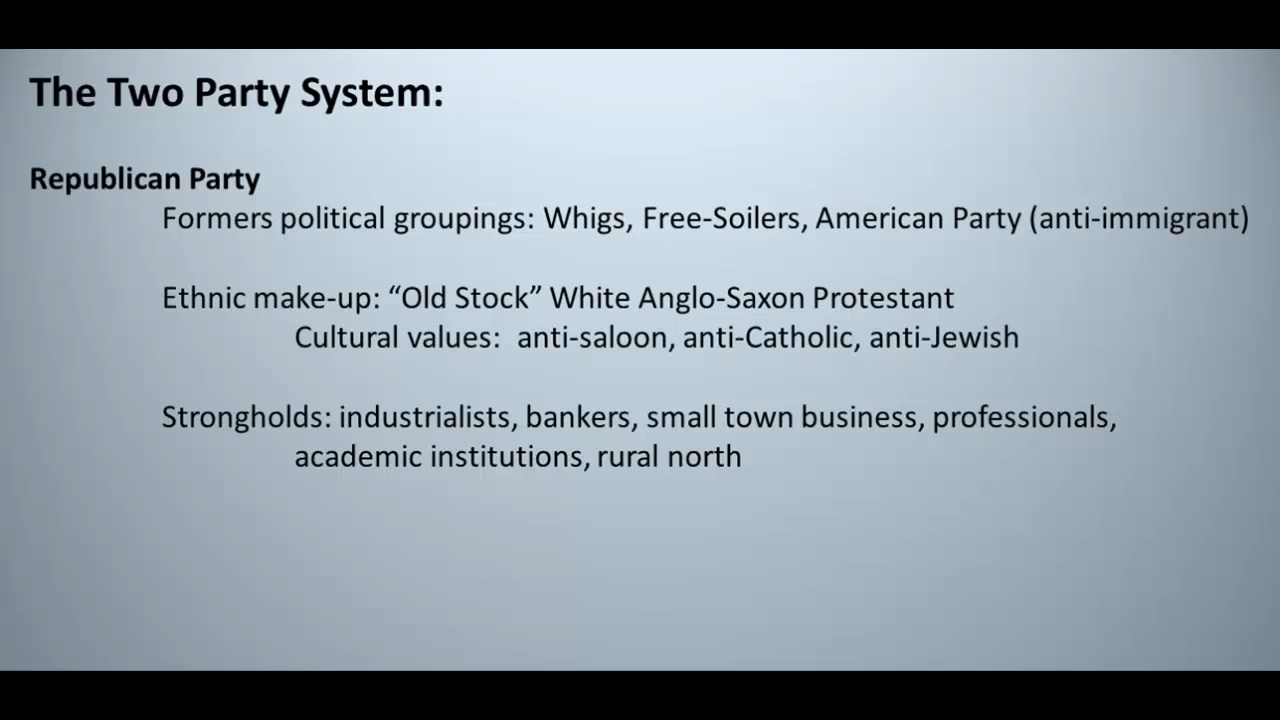 The Two Party System:
Republican Party
Formers political groupings: Whigs, Free-Soilers, American Party (anti-immigrant)
Ethnic make-up: “Old Stock” White Anglo-Saxon Protestant
Cultural values: anti-saloon, anti-Catholic, anti-Jewish
Strongholds: industrialists, bankers, small town business, professionals,
academic institutions, rural north